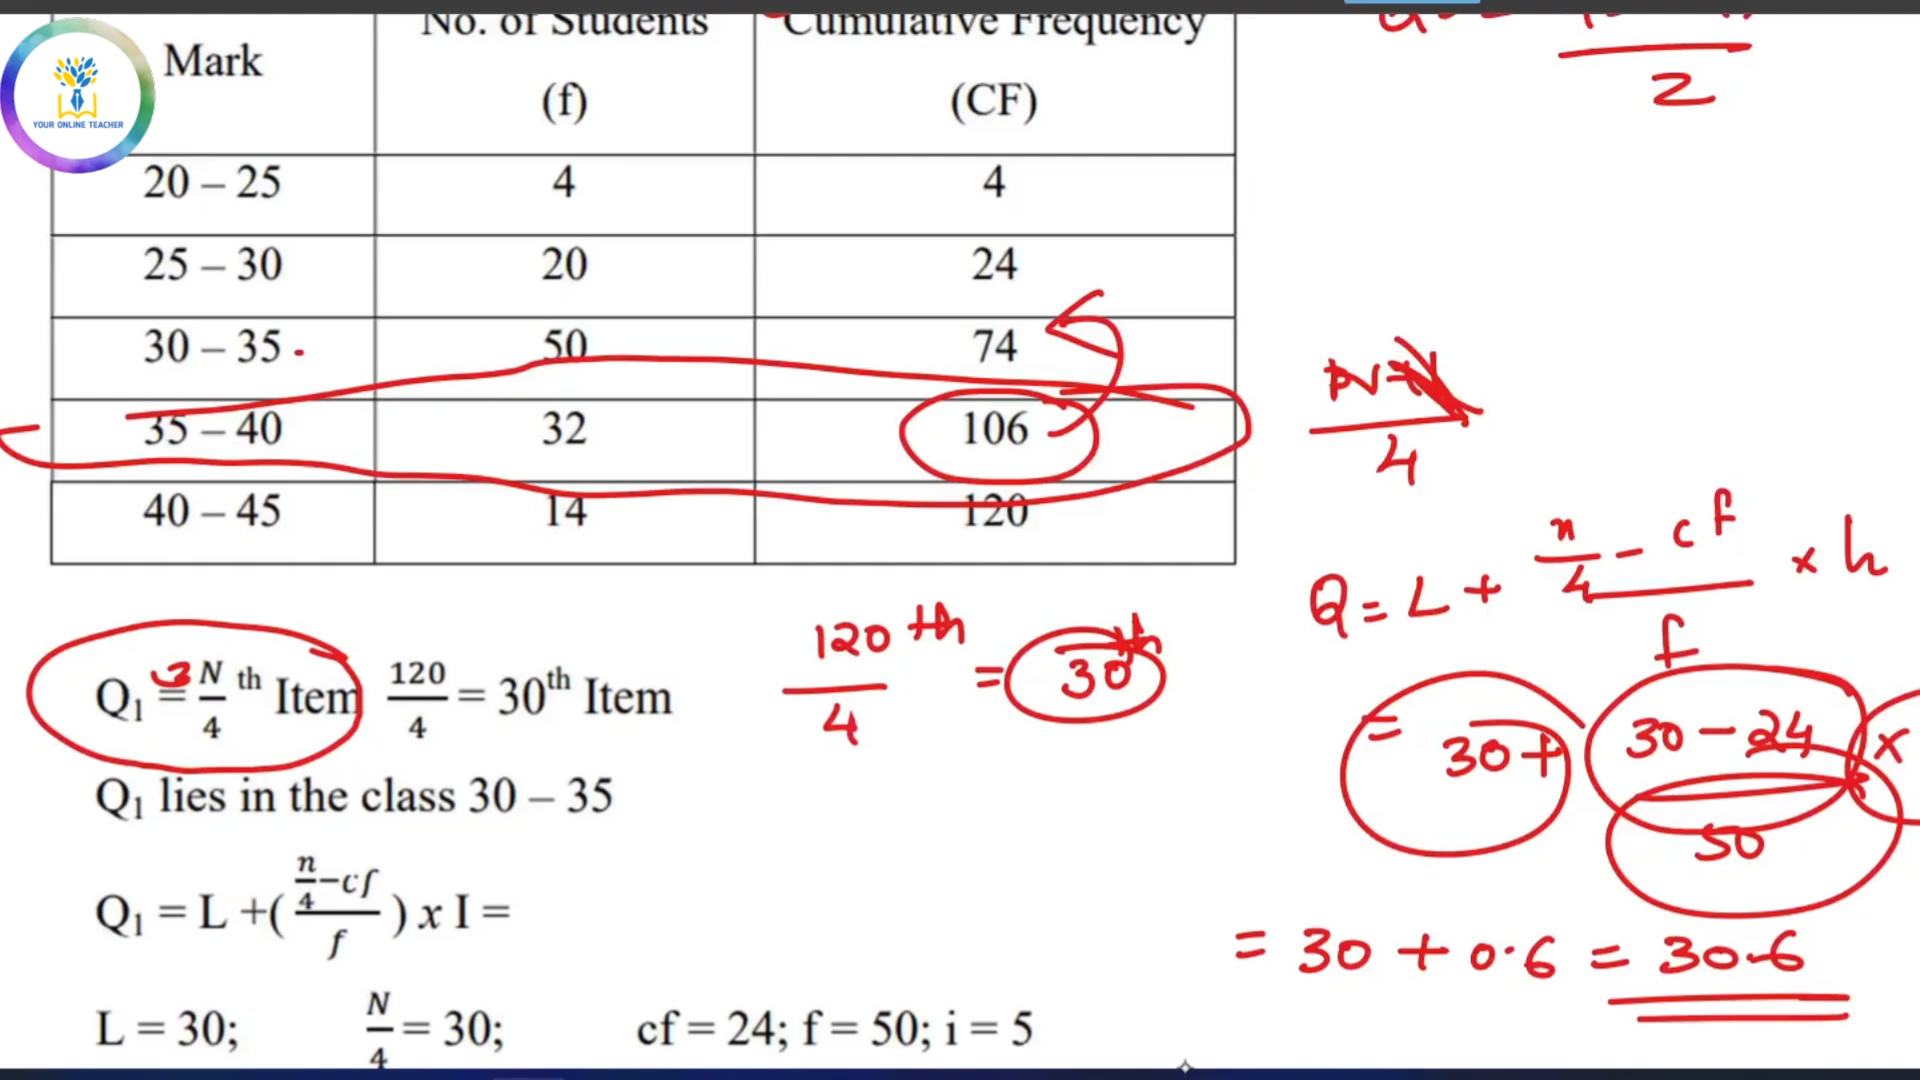 No. of Students Cumulative Frequency
Mark
(f) (CF)
2
YOUR ONLINE TEACHER
20 – 25 4 4
25 – 30 20 24
30 – 35 50 74
35 – 40 32 106
40 – 45 14 120
4
Q = L + n/4 - cf / f × h
Q₁ = N/4 th Item 120/4 = 30th Item
120th / 4 = 30th
= 30 + 30 - 24 / 50 ×
Q₁ lies in the class 30 – 35
Q₁ = L +( n/4 −cf / f ) x I =
= 30 + 0.6 = 30.6
L = 30; N/4 = 30; cf = 24; f = 50; i = 5